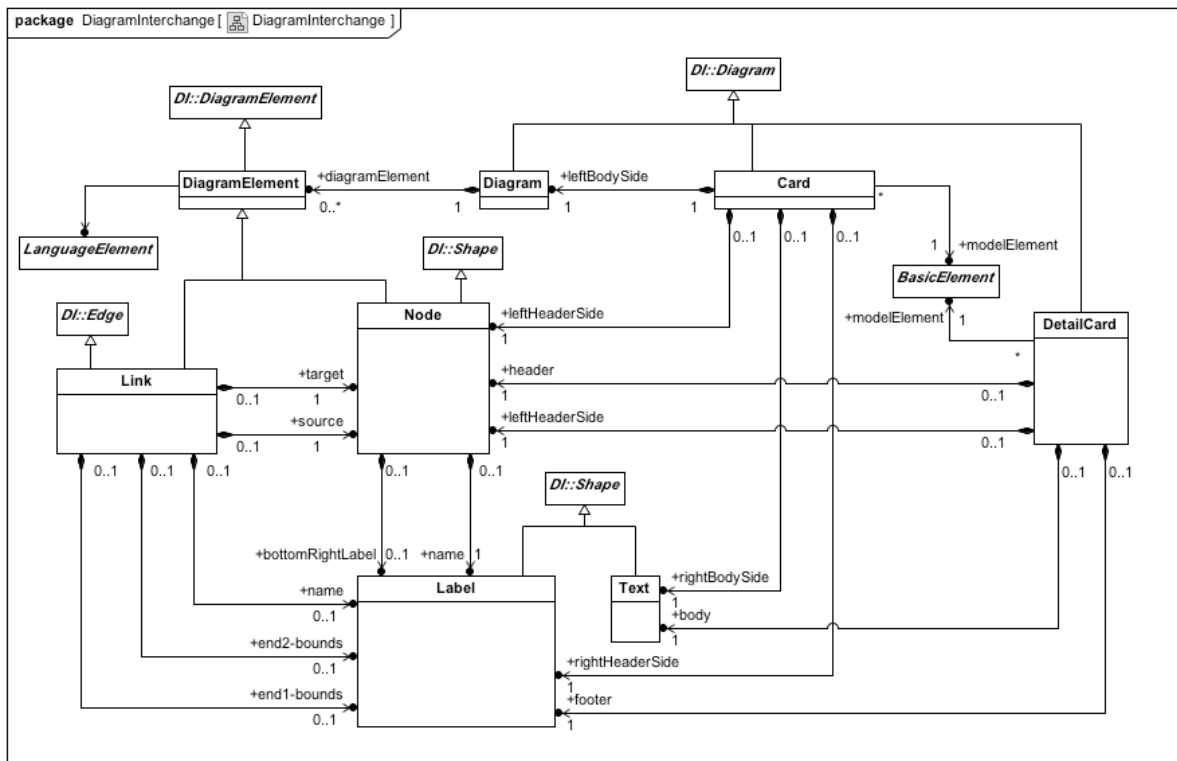 package DiagramInterchange [ DiagramInterchange ]
DI::Diagram
DI::DiagramElement
DiagramElement
+diagramElement
0..*
1
Diagram
+leftBodySide
1
1
Card
*
0..1
0..1
0..1
LanguageElement
DI::Shape
1
+modelElement
BasicElement
+modelElement
1
*
DI::Edge
Node
+leftHeaderSide
1
DetailCard
Link
+target
0..1
1
+header
1
0..1
+source
0..1
1
+leftHeaderSide
1
0..1
0..1
0..1
0..1
0..1
0..1
0..1
0..1
DI::Shape
+bottomRightLabel
0..1
+name
1
Label
Text
+rightBodySide
1
+name
0..1
+body
1
+end2-bounds
0..1
+rightHeaderSide
1
+end1-bounds
0..1
+footer
1